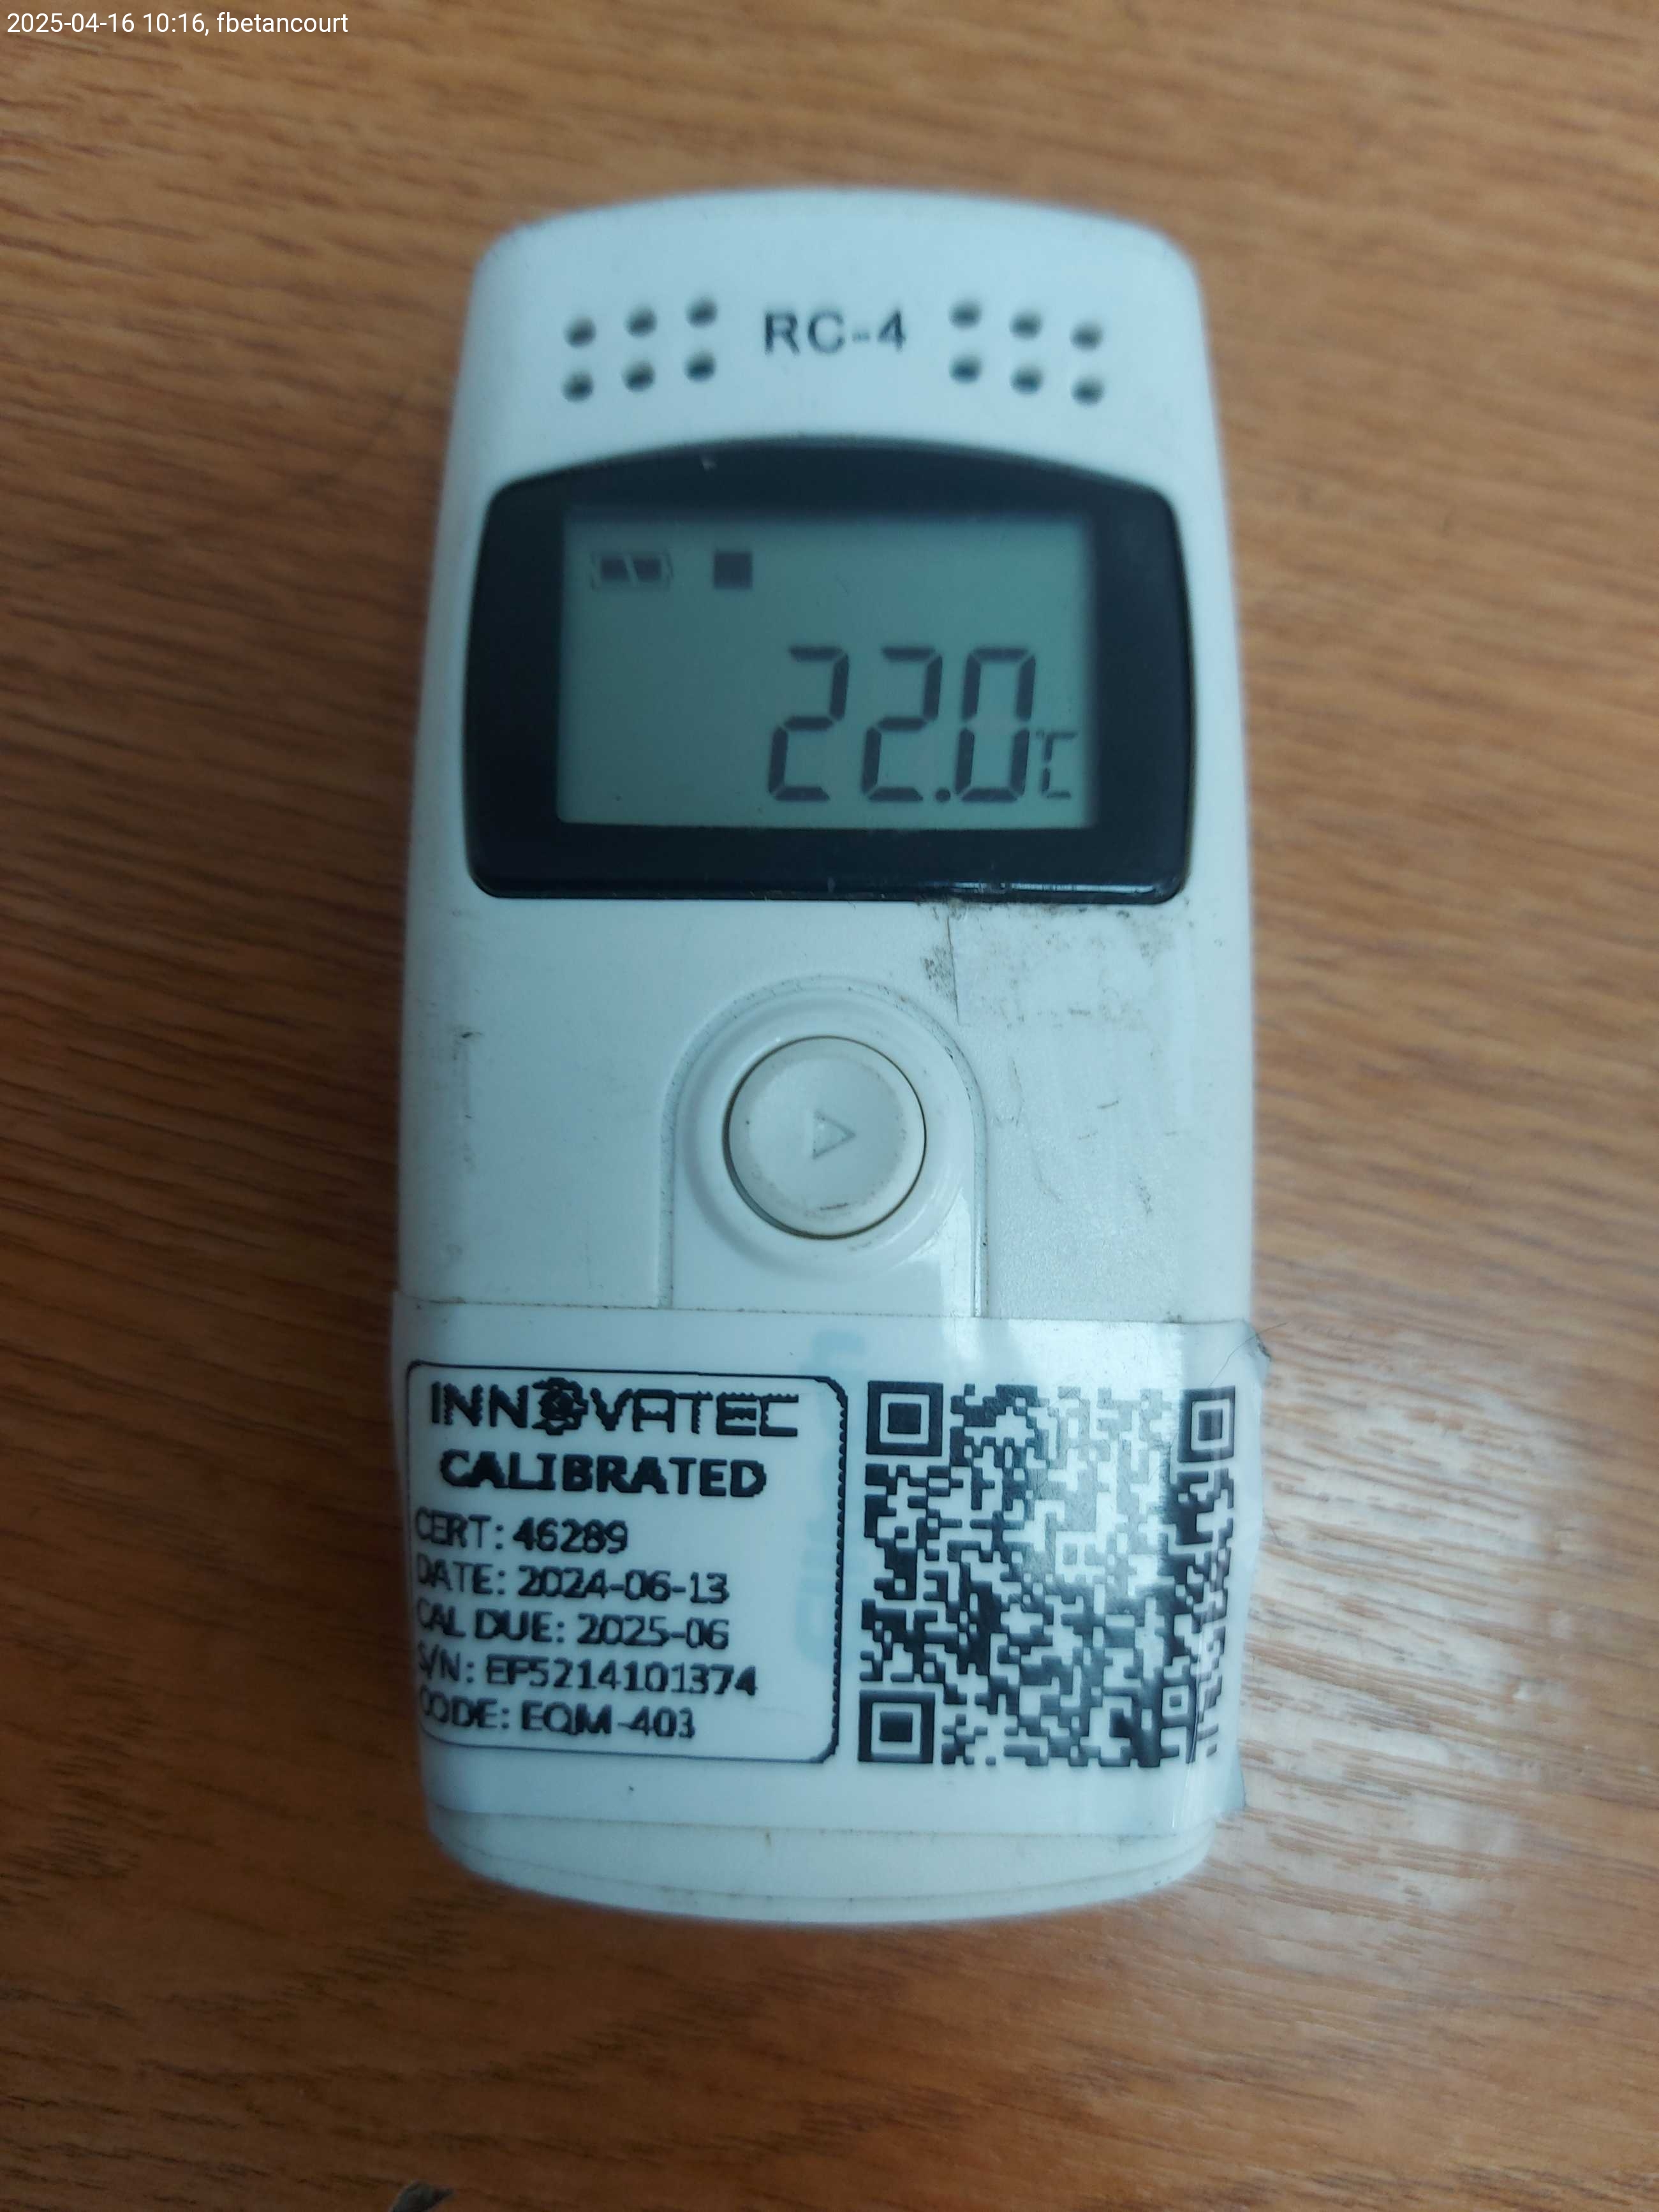 2025-04-16 10:16, fbetancourt
RC-4
22.0°C
INNOVATEC
CALIBRATED
CERT: 46289
DATE: 2024-06-13
CAL DUE: 2025-06
S/N: EF5214101374
CODE: EQM-403